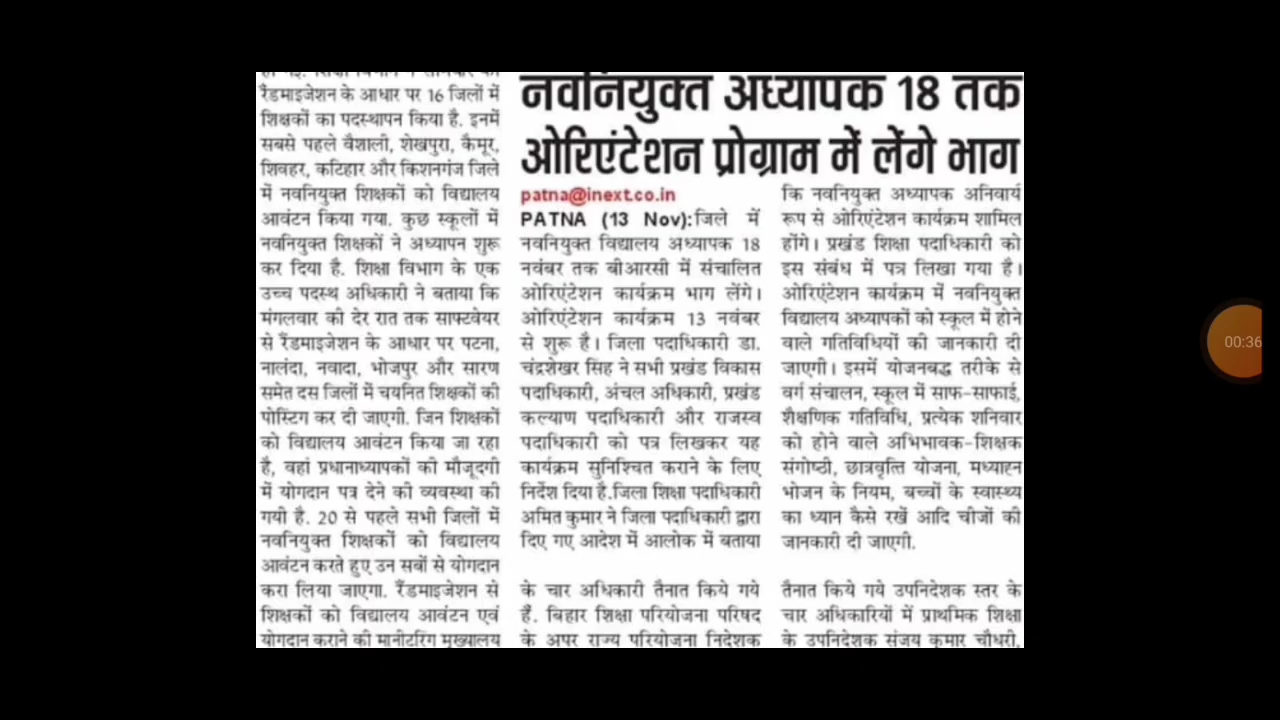 रैंडमाइजेशन के आधार पर 16 जिलों में
शिक्षकों का पदस्थापन किया है. इनमें
सबसे पहले वैशाली, शेखपुरा, कैमूर,
शिवहर, कटिहार और किशनगंज जिले
में नवनियुक्त शिक्षकों को विद्यालय
आवंटन किया गया. कुछ स्कूलों में
नवनियुक्त शिक्षकों ने अध्यापन शुरू
कर दिया है. शिक्षा विभाग के एक
उच्च पदस्थ अधिकारी ने बताया कि
मंगलवार की देर रात तक साफ्टवेयर
से रैंडमाइजेशन के आधार पर पटना,
नालंदा, नवादा, भोजपुर और सारण
समेत दस जिलों में चयनित शिक्षकों की
पोस्टिंग कर दी जाएगी. जिन शिक्षकों
को विद्यालय आवंटन किया जा रहा
है, वहां प्रधानाध्यापकों की मौजूदगी
में योगदान पत्र देने की व्यवस्था की
गयी है. 20 से पहले सभी जिलों में
नवनियुक्त शिक्षकों को विद्यालय
आवंटन करते हुए उन सबों से योगदान
करा लिया जाएगा. रैंडमाइजेशन से
शिक्षकों को विद्यालय आवंटन एवं
योगदान कराने की मानीटरिंग मुख्यालय
नवनियुक्त अध्यापक 18 तक
ओरिएंटेशन प्रोग्राम में लेंगे भाग
patna@inext.co.in
PATNA (13 Nov):जिले में
नवनियुक्त विद्यालय अध्यापक 18
नवंबर तक बीआरसी में संचालित
ओरिएंटेशन कार्यक्रम भाग लेंगे।
ओरिएंटेशन कार्यक्रम 13 नवंबर
से शुरू है। जिला पदाधिकारी डा.
चंद्रशेखर सिंह ने सभी प्रखंड विकास
पदाधिकारी, अंचल अधिकारी, प्रखंड
कल्याण पदाधिकारी और राजस्व
पदाधिकारी को पत्र लिखकर यह
कार्यक्रम सुनिश्चित कराने के लिए
निर्देश दिया है.जिला शिक्षा पदाधिकारी
अमित कुमार ने जिला पदाधिकारी द्वारा
दिए गए आदेश में आलोक में बताया
कि नवनियुक्त अध्यापक अनिवार्य
रूप से ओरिएंटेशन कार्यक्रम शामिल
होंगे। प्रखंड शिक्षा पदाधिकारी को
इस संबंध में पत्र लिखा गया है।
ओरिएंटेशन कार्यक्रम में नवनियुक्त
विद्यालय अध्यापकों को स्कूल में होने
वाले गतिविधियों की जानकारी दी
जाएगी। इसमें योजनबद्ध तरीके से
वर्ग संचालन, स्कूल में साफ-साफाई,
शैक्षणिक गतिविधि, प्रत्येक शनिवार
को होने वाले अभिभावक-शिक्षक
संगोष्ठी, छात्रवृत्ति योजना, मध्याह्न
भोजन के नियम, बच्चों के स्वास्थ्य
का ध्यान कैसे रखें आदि चीजों की
जानकारी दी जाएगी.
के चार अधिकारी तैनात किये गये
हैं. बिहार शिक्षा परियोजना परिषद
के अपर राज्य परियोजना निदेशक
तैनात किये गये उपनिदेशक स्तर के
चार अधिकारियों में प्राथमिक शिक्षा
के उपनिदेशक संजय कुमार चौधरी,
00:36